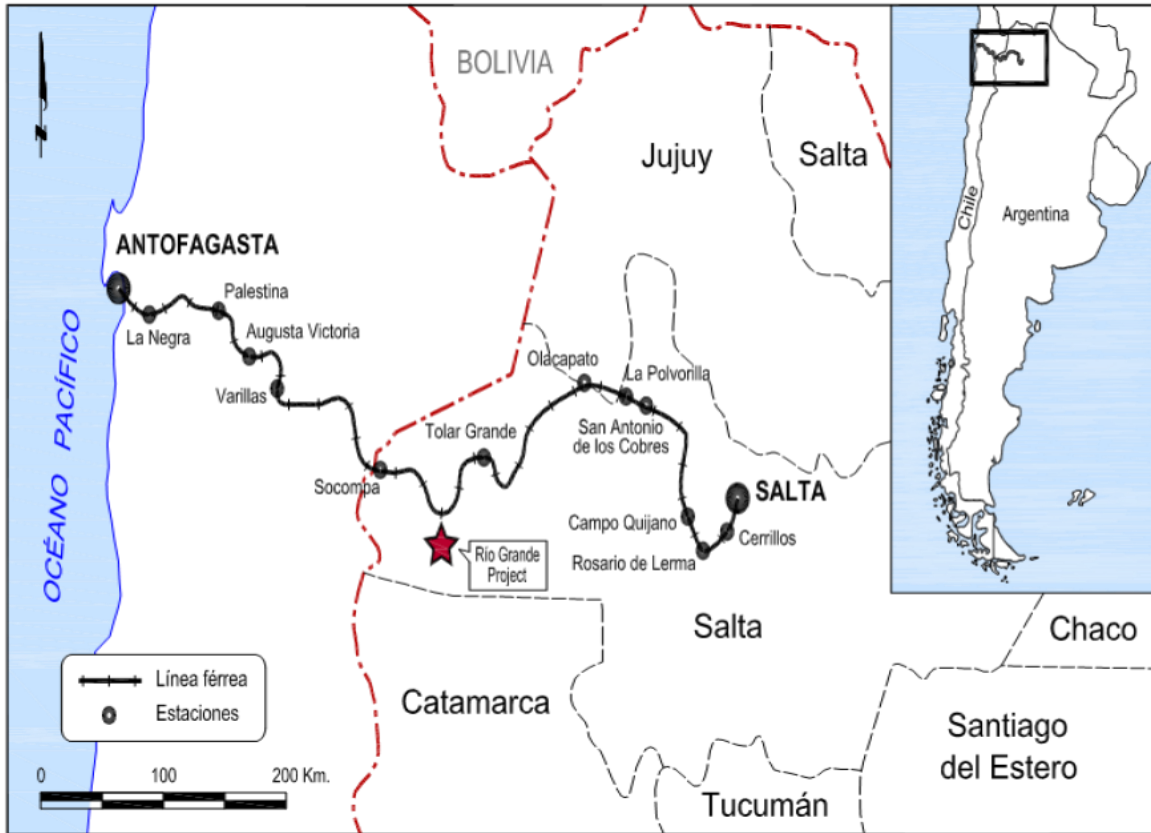 BOLIVIA
Jujuy
Salta
Chile
Argentina
ANTOFAGASTA
Palestina
La Negra
Augusta Victoria
Varillas
Olacapato
La Polvorilla
San Antonio
de los Cobres
Tolar Grande
Socompa
SALTA
Campo Quijano
Cerrillos
Rosario de Lerma
Río Grande
Project
OCÉANO PACÍFICO
Salta
Chaco
Catamarca
Santiago
del Estero
Tucumán
Línea férrea
Estaciones
0 100 200 Km.
N